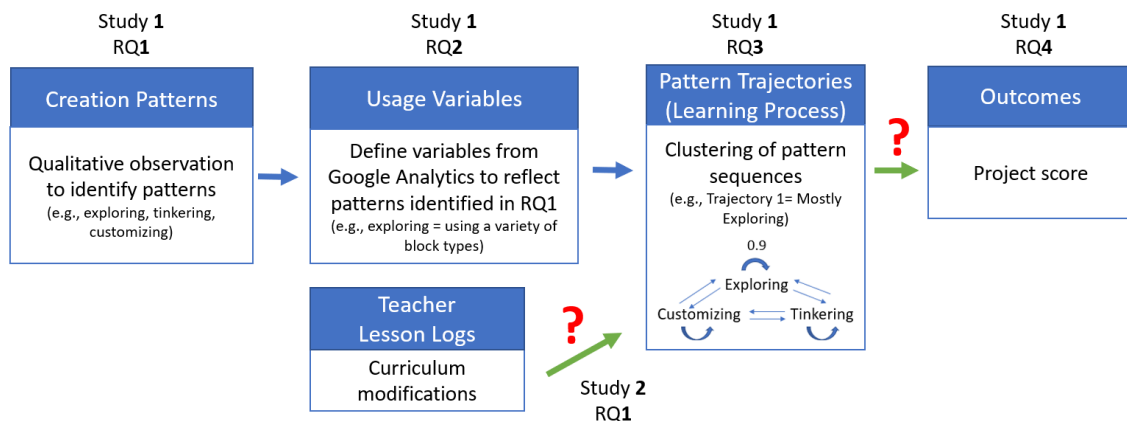 Study 1
RQ1
Creation Patterns
Qualitative observation
to identify patterns
(e.g., exploring, tinkering,
customizing)
Study 1
RQ2
Usage Variables
Define variables from
Google Analytics to reflect
patterns identified in RQ1
(e.g., exploring = using a variety of
block types)
Study 1
RQ3
Pattern Trajectories
(Learning Process)
Clustering of pattern
sequences
(e.g., Trajectory 1= Mostly
Exploring)
0.9
Exploring
Customizing
Tinkering
?
Study 1
RQ4
Outcomes
Project score
Teacher
Lesson Logs
Curriculum
modifications
?
Study 2
RQ1